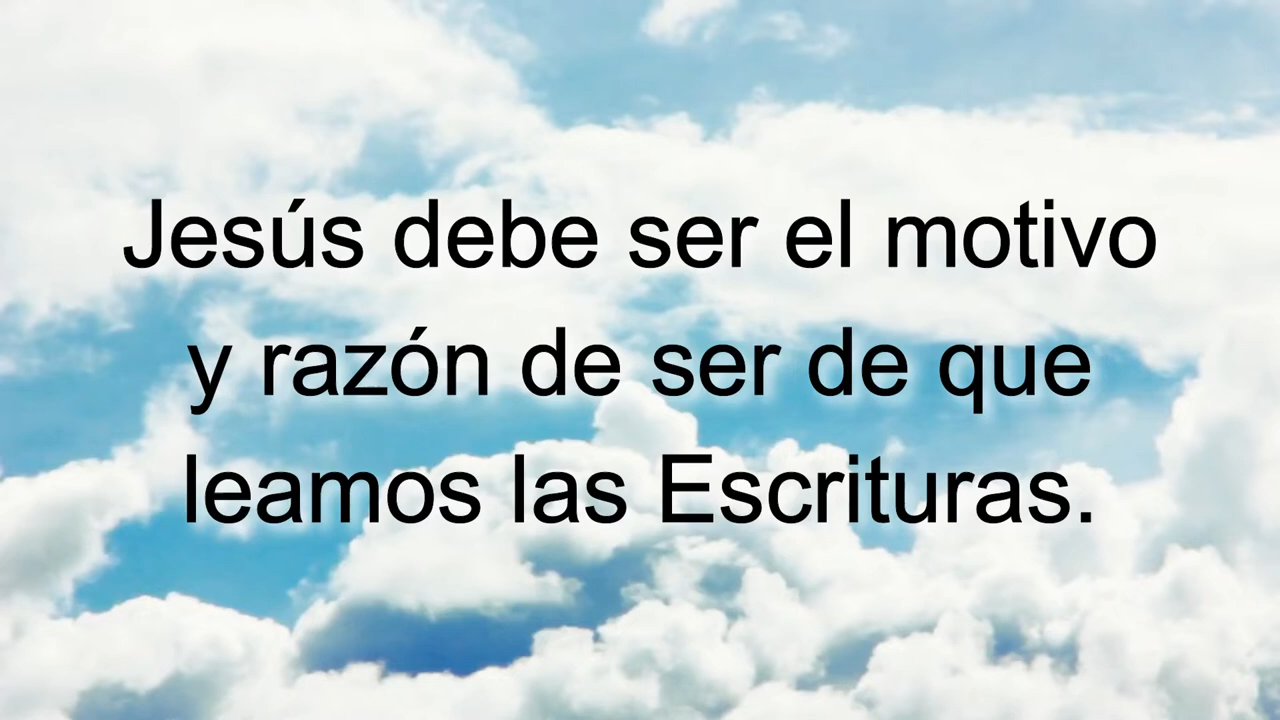 Jesús debe ser el motivo
y razón de ser de que
leamos las Escrituras.